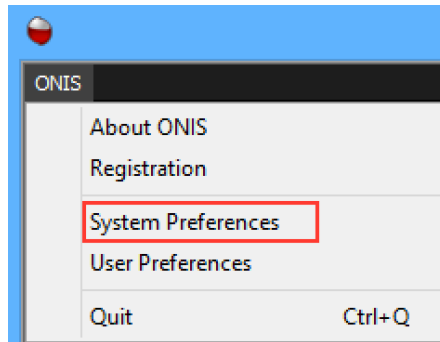 ONIS
About ONIS
Registration
System Preferences
User Preferences
Quit Ctrl+Q